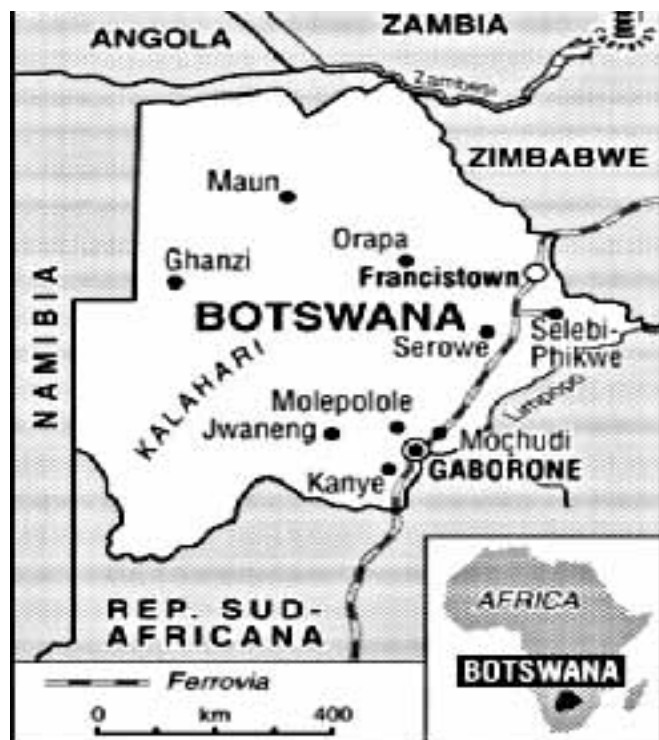 ANGOLA
ZAMBIA
Zambesi
ZIMBABWE
Maun
Orapa
Ghanzi
Francistown
NAMIBIA
BOTSWANA
Serowe
Selebi-
Phikwe
KALAHARI
Limpopo
Molepolole
Jwaneng
Mochudi
Kanye
GABORONE
REP. SUD-
AFRICANA
AFRICA
BOTSWANA
Ferrovia
0 km 400